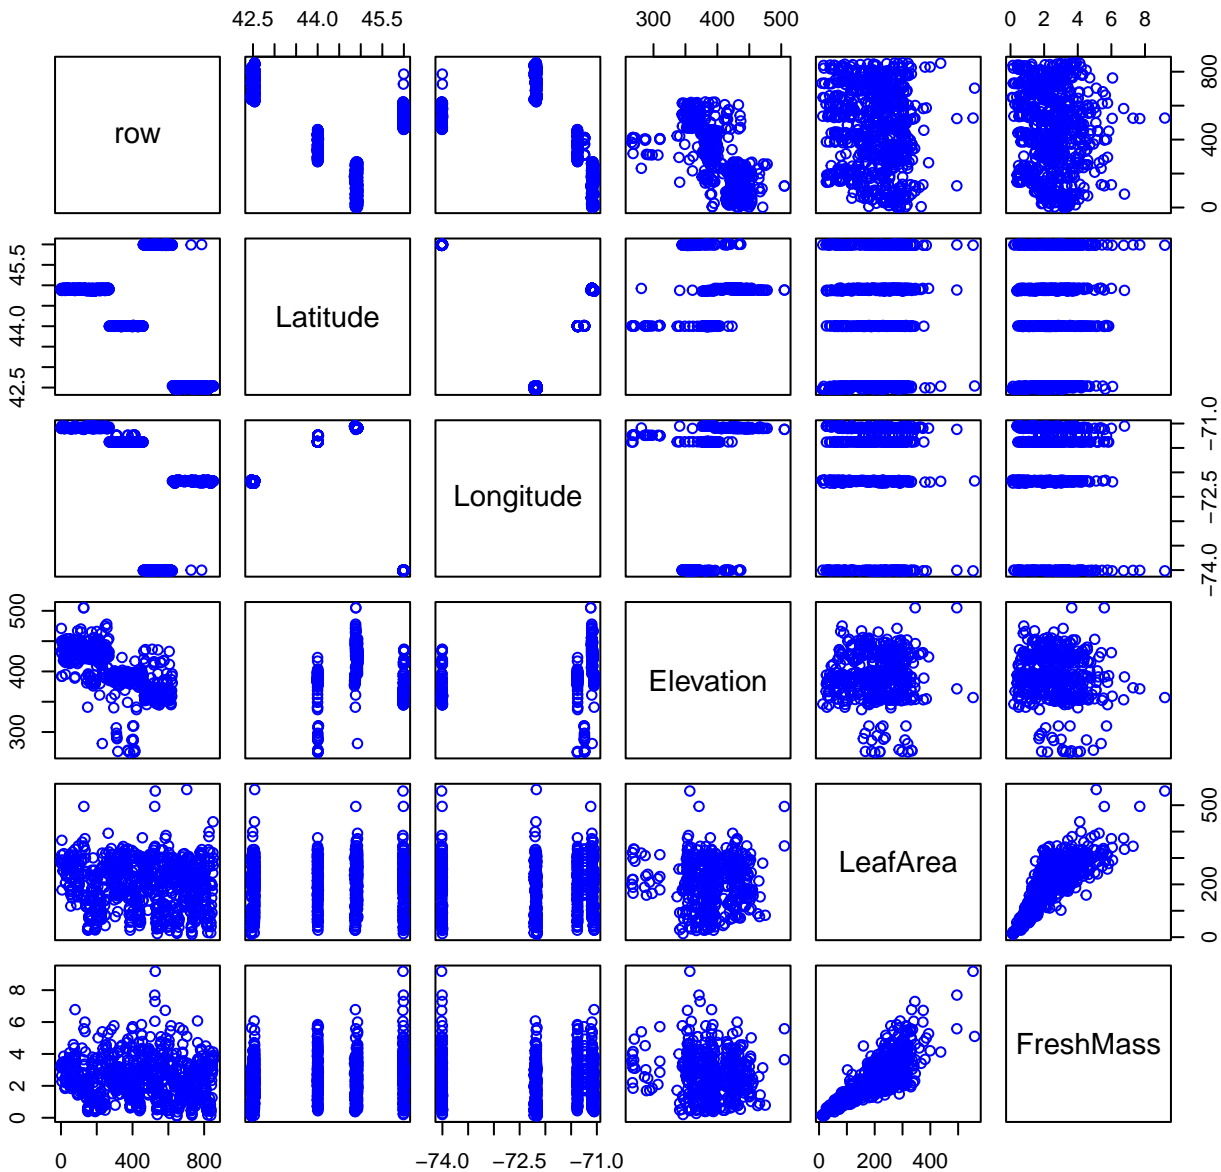 42.5 44.0 45.5 300 400 500 0 2 4 6 8
row 0 400 800
42.5 44.0 45.5 Latitude
Longitude -74.0 -72.5 -71.0
300 400 500 Elevation
LeafArea 0 200 500
0 2 4 6 8 FreshMass
0 400 800 -74.0 -72.5 -71.0 0 200 400